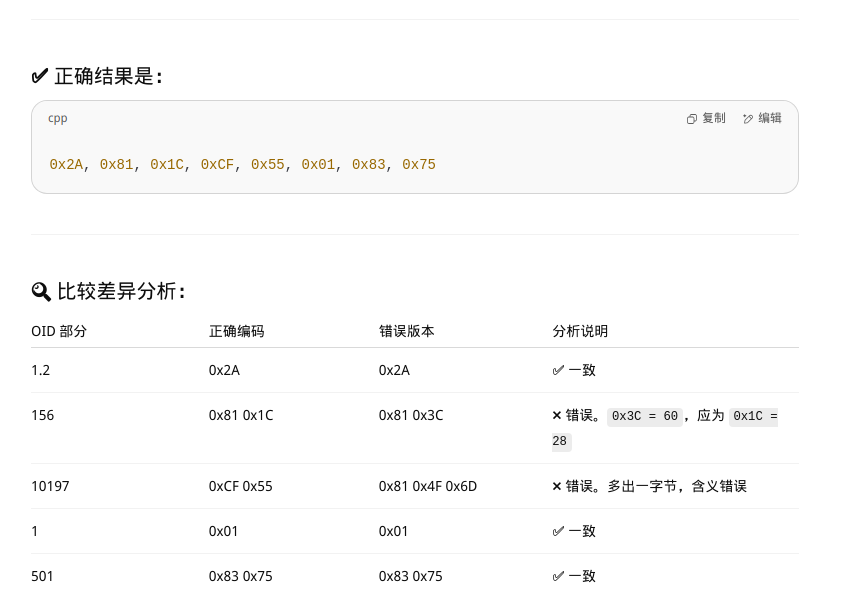 ✔ 正确结果是：
cpp 复制 编辑
0x2A, 0x81, 0x1C, 0xCF, 0x55, 0x01, 0x83, 0x75
🔍 比较差异分析：
OID 部分 正确编码 错误版本 分析说明
1.2 0x2A 0x2A ✅ 一致
156 0x81 0x1C 0x81 0x3C ❌ 错误。0x3C = 60，应为 0x1C =
28
10197 0xCF 0x55 0x81 0x4F 0x6D ❌ 错误。多出一字节，含义错误
1 0x01 0x01 ✅ 一致
501 0x83 0x75 0x83 0x75 ✅ 一致